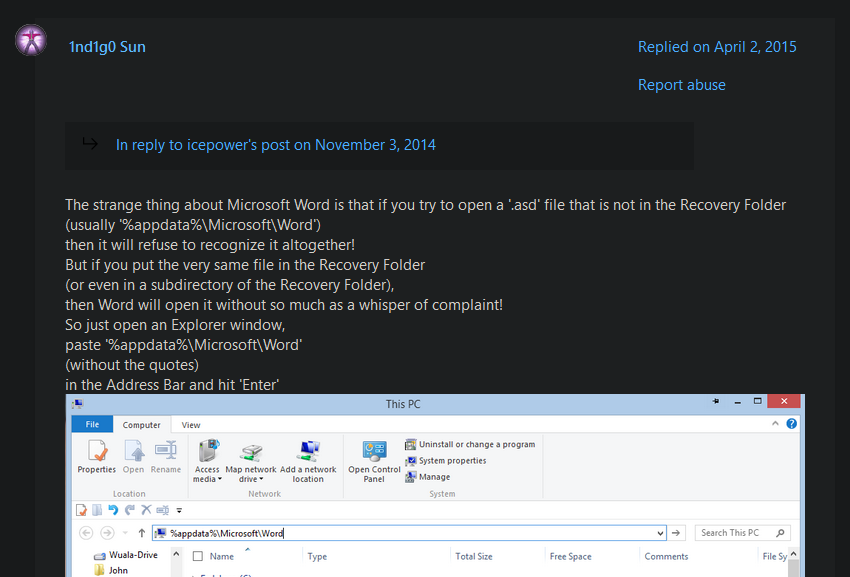 1nd1g0 Sun
Replied on April 2, 2015
Report abuse
In reply to icepower's post on November 3, 2014
The strange thing about Microsoft Word is that if you try to open a '.asd' file that is not in the Recovery Folder
(usually '%appdata%\Microsoft\Word')
then it will refuse to recognize it altogether!
But if you put the very same file in the Recovery Folder
(or even in a subdirectory of the Recovery Folder),
then Word will open it without so much as a whisper of complaint!
So just open an Explorer window,
paste '%appdata%\Microsoft\Word'
(without the quotes)
in the Address Bar and hit 'Enter'
This PC
File Computer View
Properties Open Rename
Access media Map network drive Add a network location
Open Control Panel
Uninstall or change a program
System properties
Manage
Location Network System
%appdata%\Microsoft\Word
Search This PC
Wuala-Drive
Name Type Total Size Free Space Comments File Sy
John